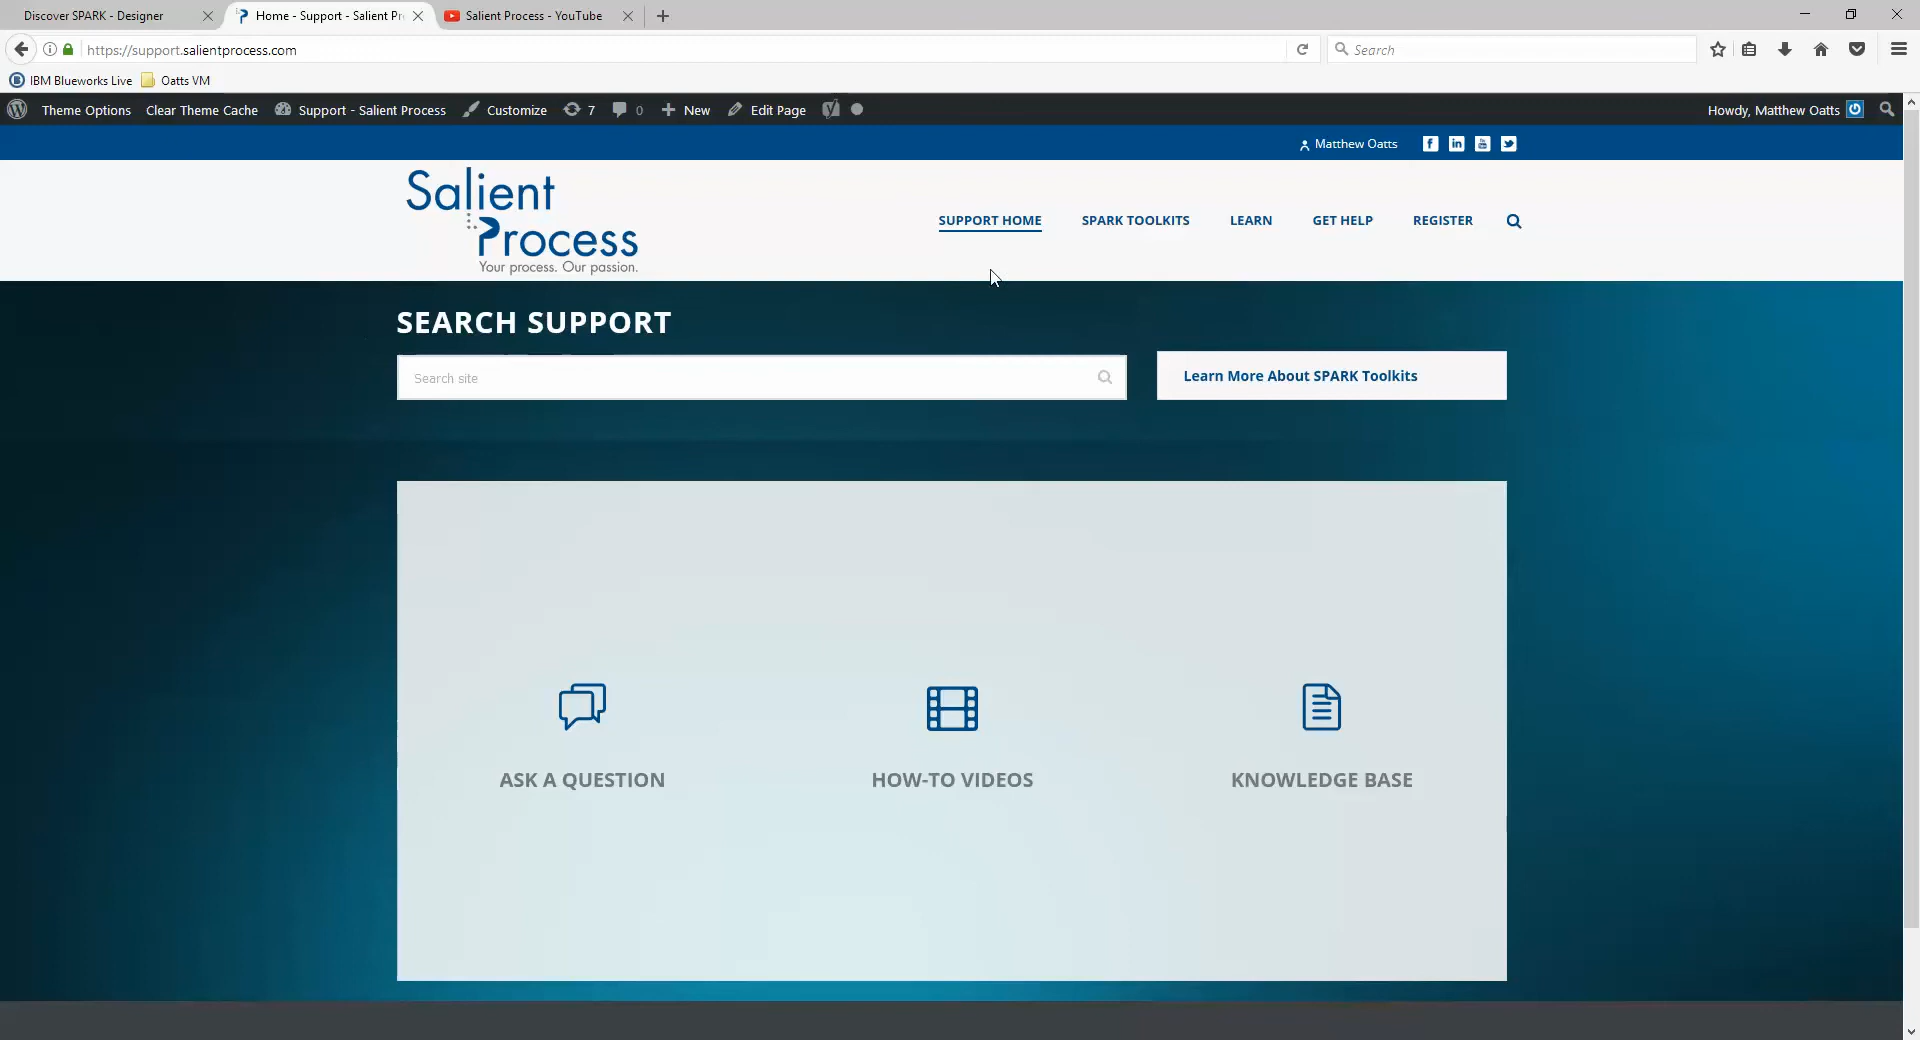 Discover SPARK - Designer
Home - Support - Salient Pr
Salient Process - YouTube
https://support.salientprocess.com
Search
IBM Blueworks Live
Oatts VM
Theme Options
Clear Theme Cache
Support - Salient Process
Customize
7
0
New
Edit Page
Howdy, Matthew Oatts
Matthew Oatts
Salient
Process
Your process. Our passion.
SUPPORT HOME
SPARK TOOLKITS
LEARN
GET HELP
REGISTER
SEARCH SUPPORT
Search site
Learn More About SPARK Toolkits
ASK A QUESTION
HOW-TO VIDEOS
KNOWLEDGE BASE